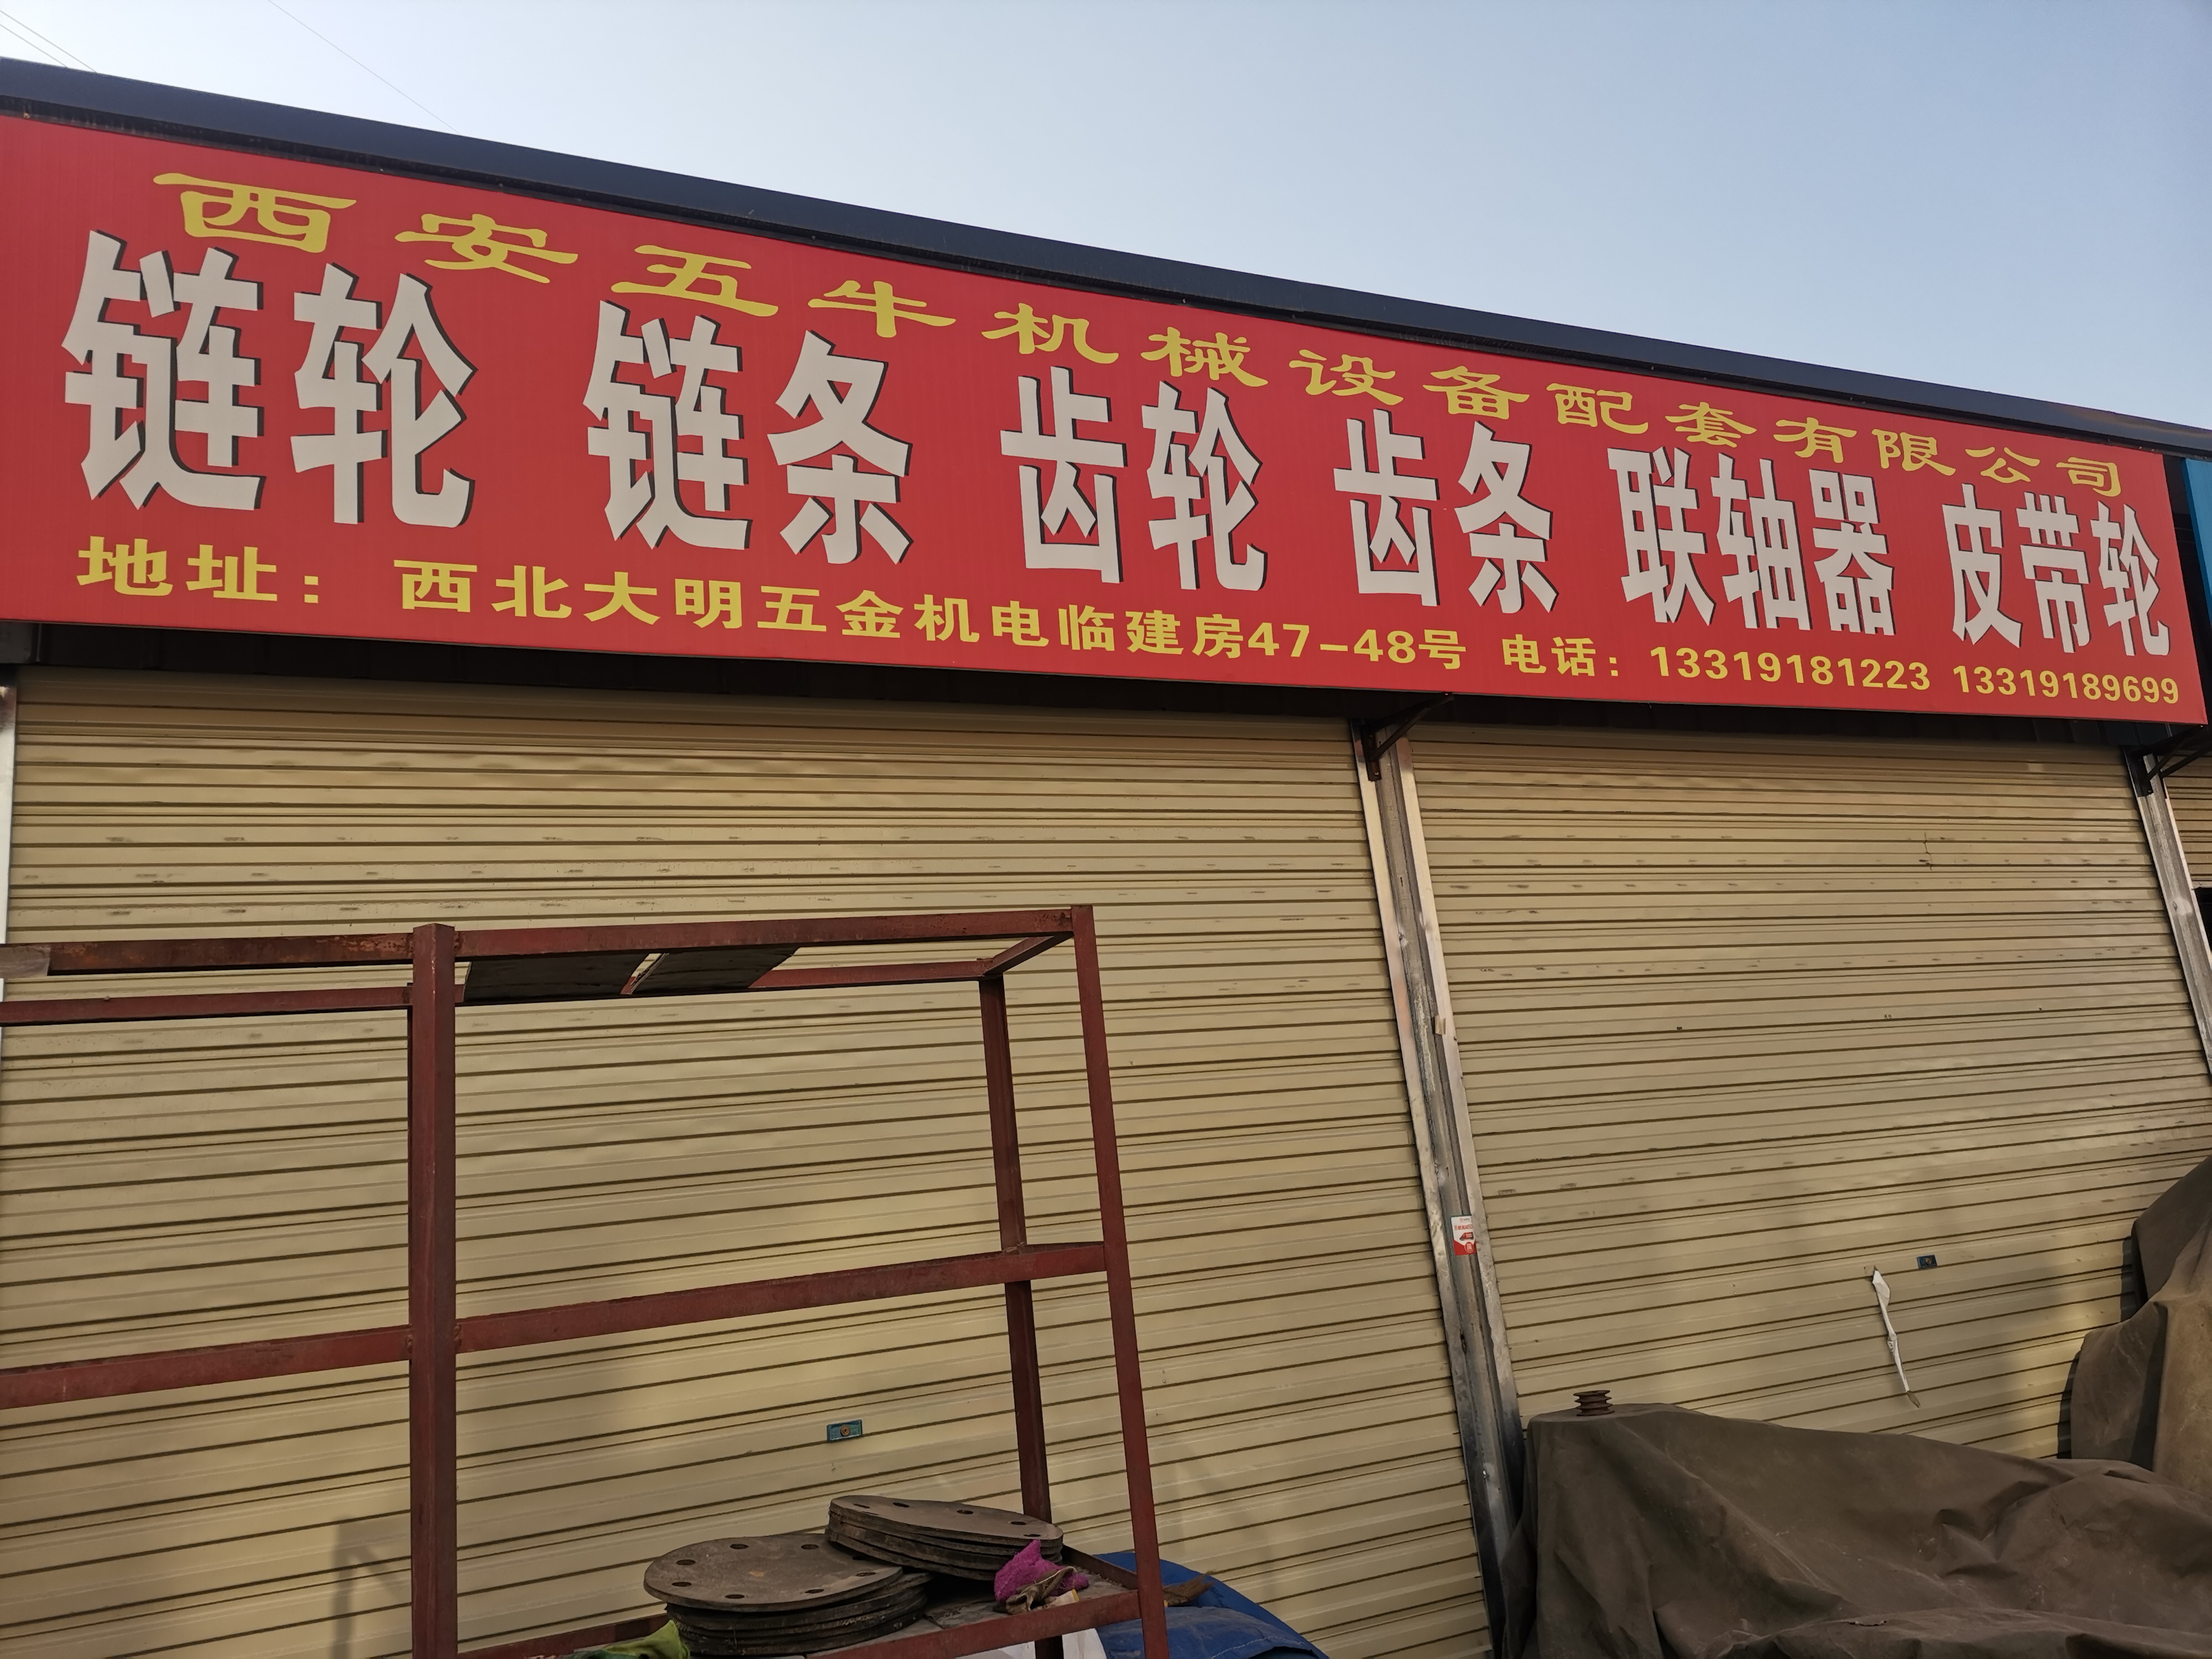 西安五牛机械设备配套有限公司
链轮 链条 齿轮 齿条 联轴器 皮带轮
地址： 西北大明五金机电临建房47-48号 电话：13319181223 13319189699